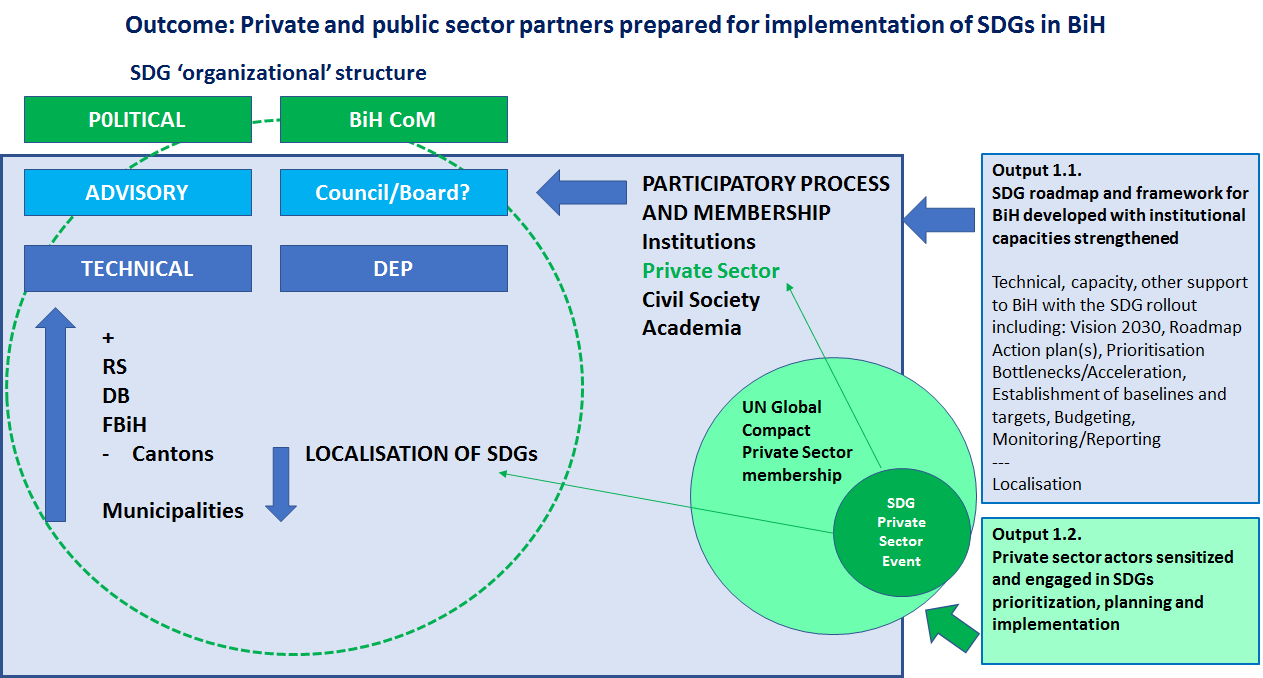 Outcome: Private and public sector partners prepared for implementation of SDGs in BiH
SDG ‘organizational’ structure
P0LITICAL
BiH CoM
ADVISORY
Council/Board?
TECHNICAL
DEP
+
RS
DB
FBiH
- Cantons
Municipalities
LOCALISATION OF SDGs
PARTICIPATORY PROCESS
AND MEMBERSHIP
Institutions
Private Sector
Civil Society
Academia
UN Global
Compact
Private Sector
membership
SDG
Private
Sector
Event
Output 1.1.
SDG roadmap and framework for
BiH developed with institutional
capacities strengthened
Technical, capacity, other support
to BiH with the SDG rollout
including: Vision 2030, Roadmap
Action plan(s), Prioritisation
Bottlenecks/Acceleration,
Establishment of baselines and
targets, Budgeting,
Monitoring/Reporting
---
Localisation
Output 1.2.
Private sector actors sensitized
and engaged in SDGs
prioritization, planning and
implementation